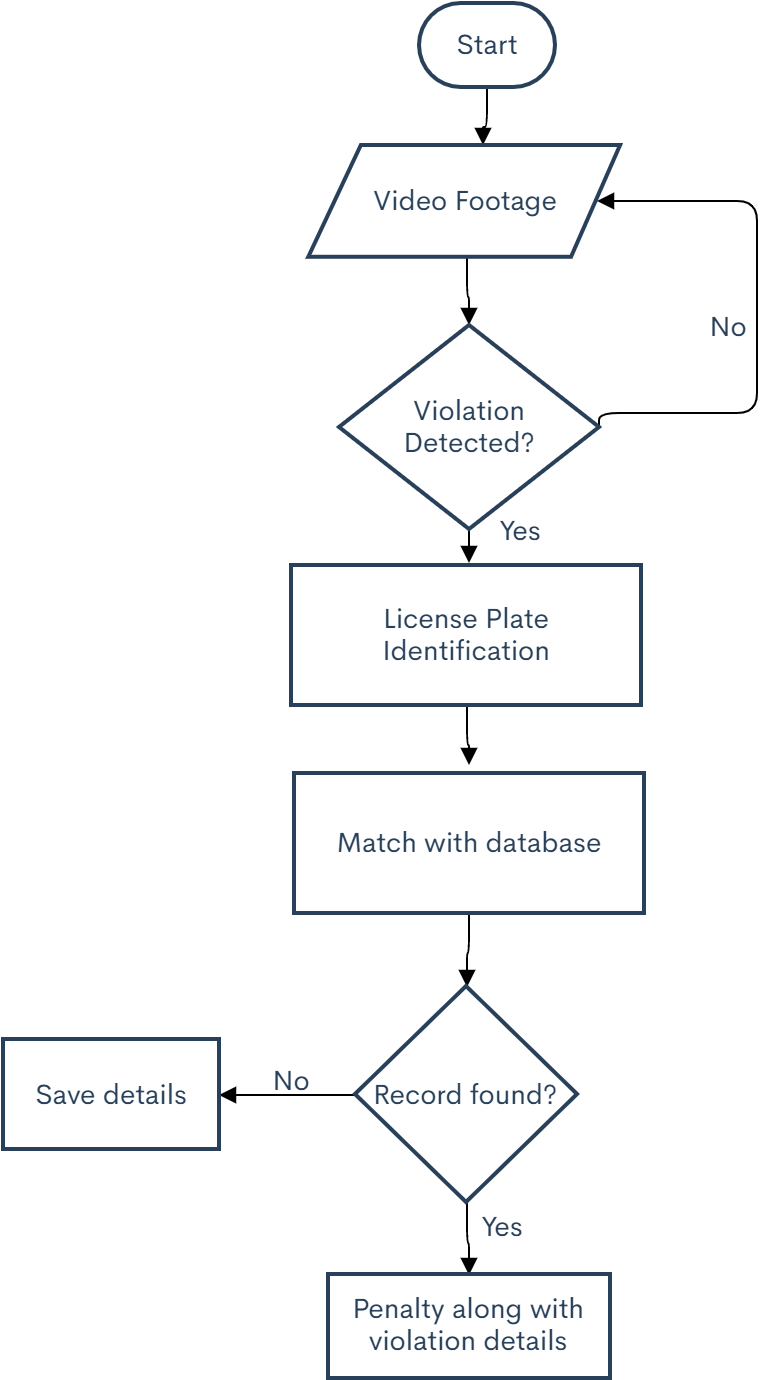 Start
Video Footage
No
Violation
Detected?
Yes
License Plate
Identification
Match with database
No
Save details
Record found?
Yes
Penalty along with
violation details